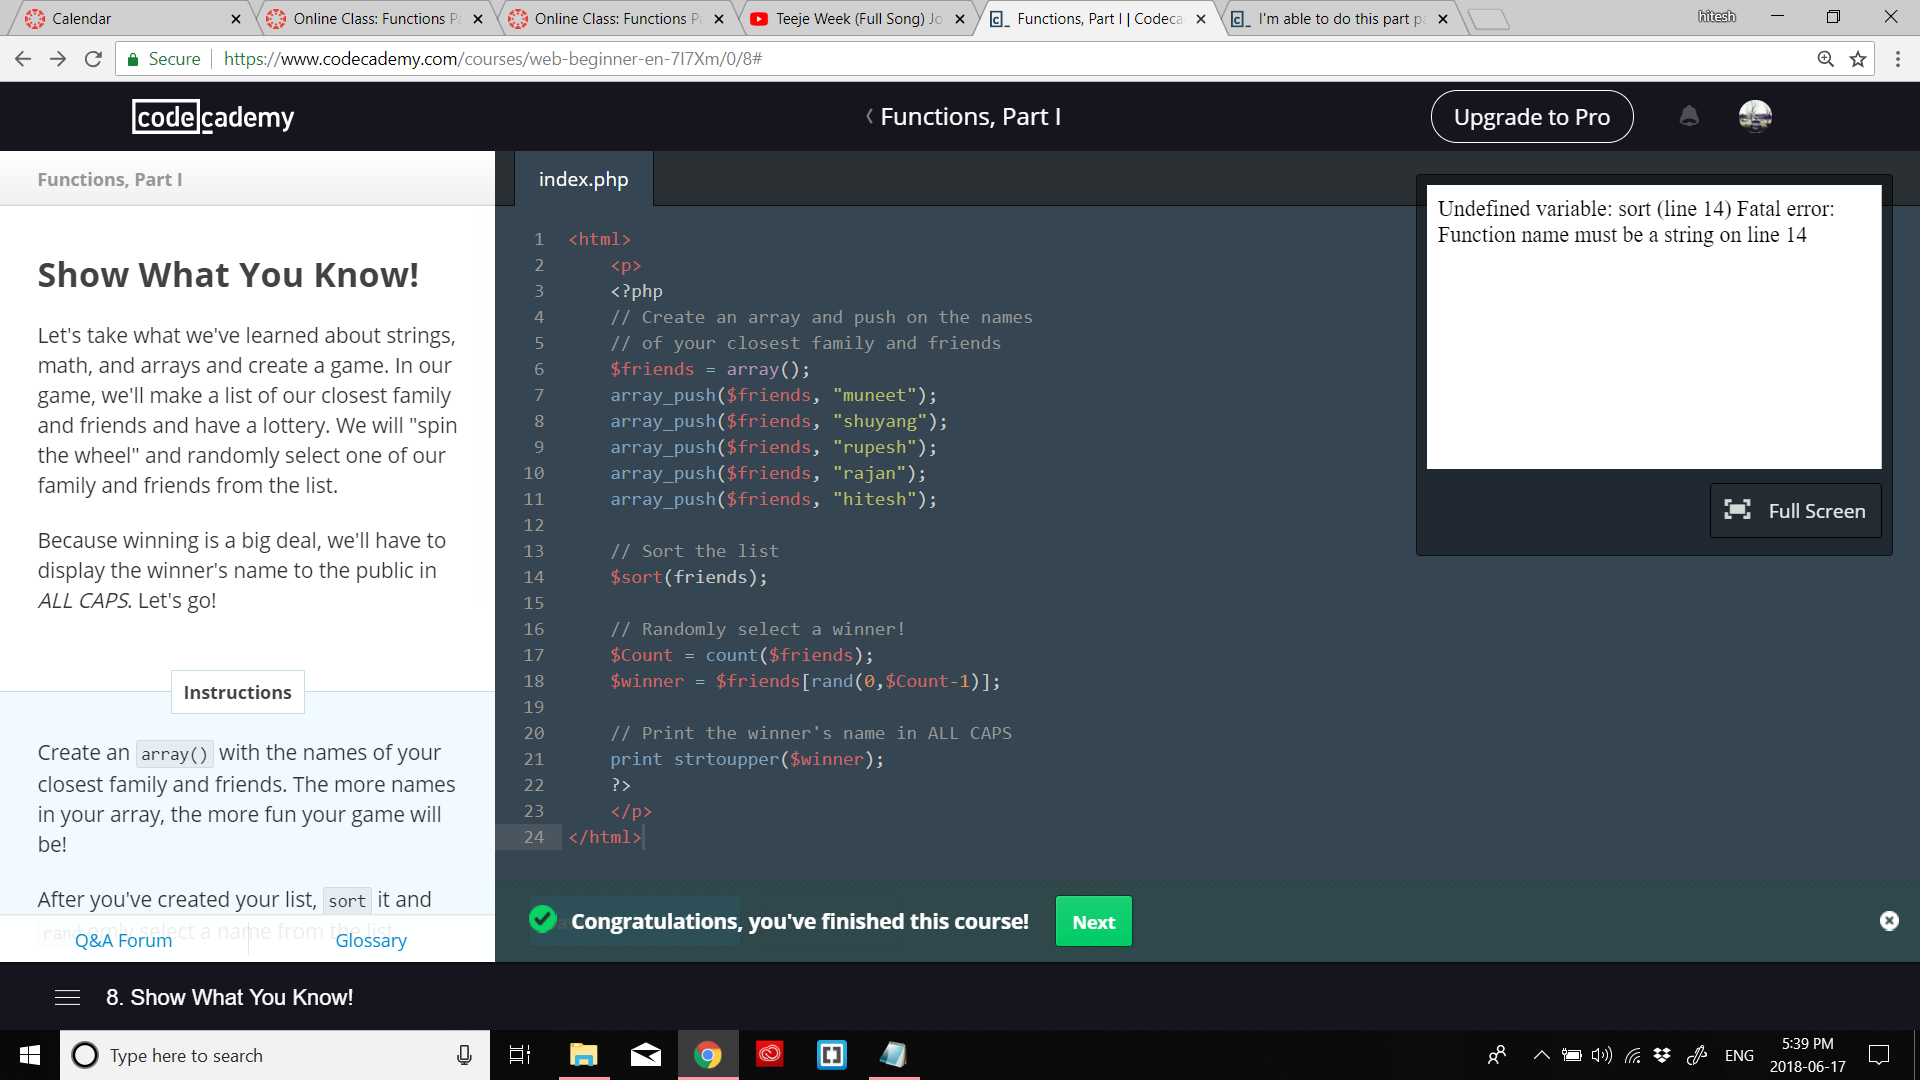 Calendar
Online Class: Functions P
Online Class: Functions P
Teeje Week (Full Song) Jo
Functions, Part I | Codeca
I'm able to do this part p
hitesh
Secure
https://www.codecademy.com/courses/web-beginner-en-7I7Xm/0/8#
codecademy
Functions, Part I
Upgrade to Pro
Functions, Part I
Show What You Know!
Let's take what we've learned about strings,
math, and arrays and create a game. In our
game, we'll make a list of our closest family
and friends and have a lottery. We will "spin
the wheel" and randomly select one of our
family and friends from the list.
Because winning is a big deal, we'll have to
display the winner's name to the public in
ALL CAPS. Let's go!
Instructions
Create an array() with the names of your
closest family and friends. The more names
in your array, the more fun your game will
be!
After you've created your list, sort it and
randomly select a name from the list.
Q&A Forum
Glossary
index.php
1 <html>
2 <p>
3 <?php
4 // Create an array and push on the names
5 // of your closest family and friends
6 $friends = array();
7 array_push($friends, "muneet");
8 array_push($friends, "shuyang");
9 array_push($friends, "rupesh");
10 array_push($friends, "rajan");
11 array_push($friends, "hitesh");
12
13 // Sort the list
14 $sort(friends);
15
16 // Randomly select a winner!
17 $Count = count($friends);
18 $winner = $friends[rand(0,$Count-1)];
19
20 // Print the winner's name in ALL CAPS
21 print strtoupper($winner);
22 ?>
23 </p>
24 </html>
Undefined variable: sort (line 14) Fatal error:
Function name must be a string on line 14
Full Screen
Congratulations, you've finished this course!
Next
8. Show What You Know!
Type here to search
ENG
5:39 PM
2018-06-17